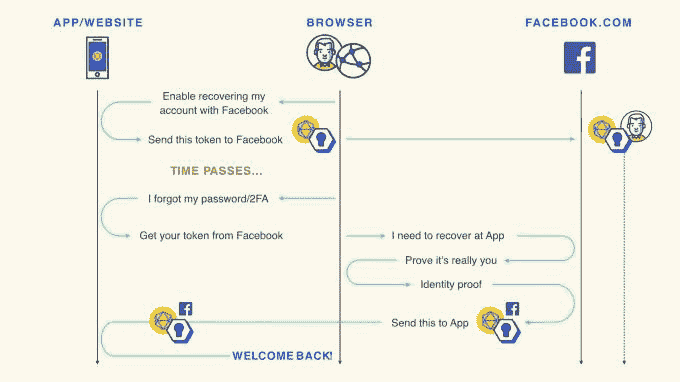 APP/WEBSITE
BROWSER
FACEBOOK.COM
Enable recovering my
account with Facebook
Send this token to Facebook
TIME PASSES...
I forgot my password/2FA
Get your token from Facebook
I need to recover at App
Prove it's really you
Identity proof
Send this to App
WELCOME BACK!